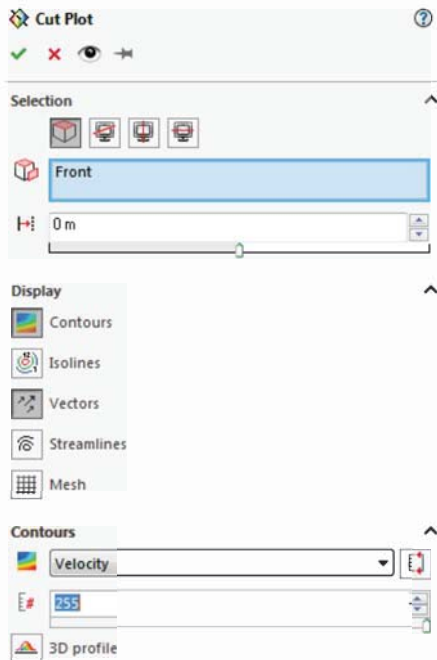 Cut Plot
Selection
Front
0 m
Display
Contours
Isolines
Vectors
Streamlines
Mesh
Contours
Velocity
255
3D profile